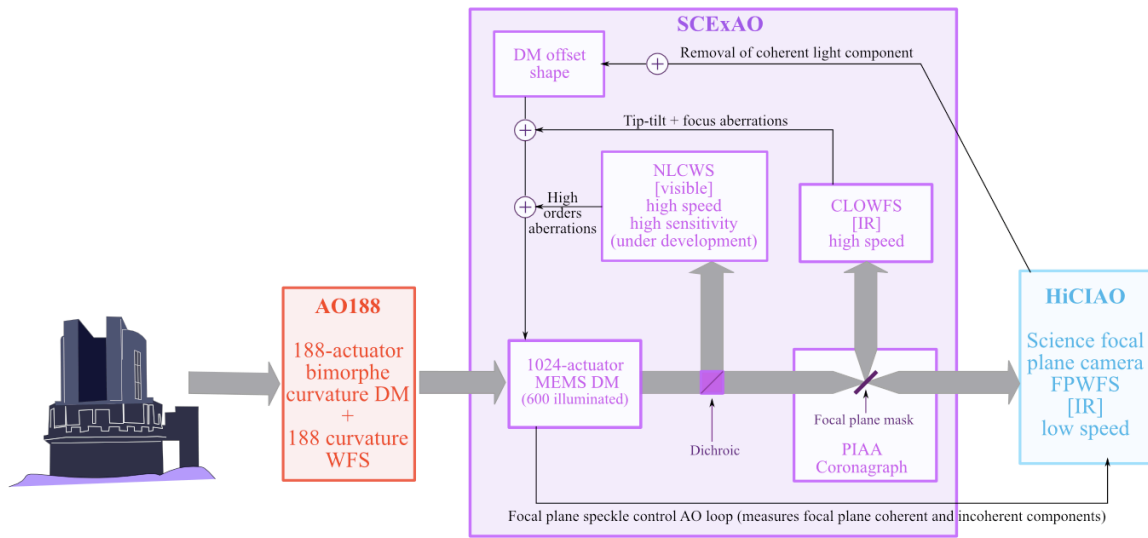 SCExAO
DM offset
shape
Removal of coherent light component
Tip-tilt + focus aberrations
NLCWS
[visible]
high speed
high sensitivity
(under development)
High
orders
aberrations
CLOWFS
[IR]
high speed
AO188
188-actuator
bimorphe
curvature DM
+
188 curvature
WFS
1024-actuator
MEMS DM
(600 illuminated)
Dichroic
Focal plane mask
PIAA
Coronagraph
HiCIAO
Science focal
plane camera
FPWFS
[IR]
low speed
Focal plane speckle control AO loop (measures focal plane coherent and incoherent components)